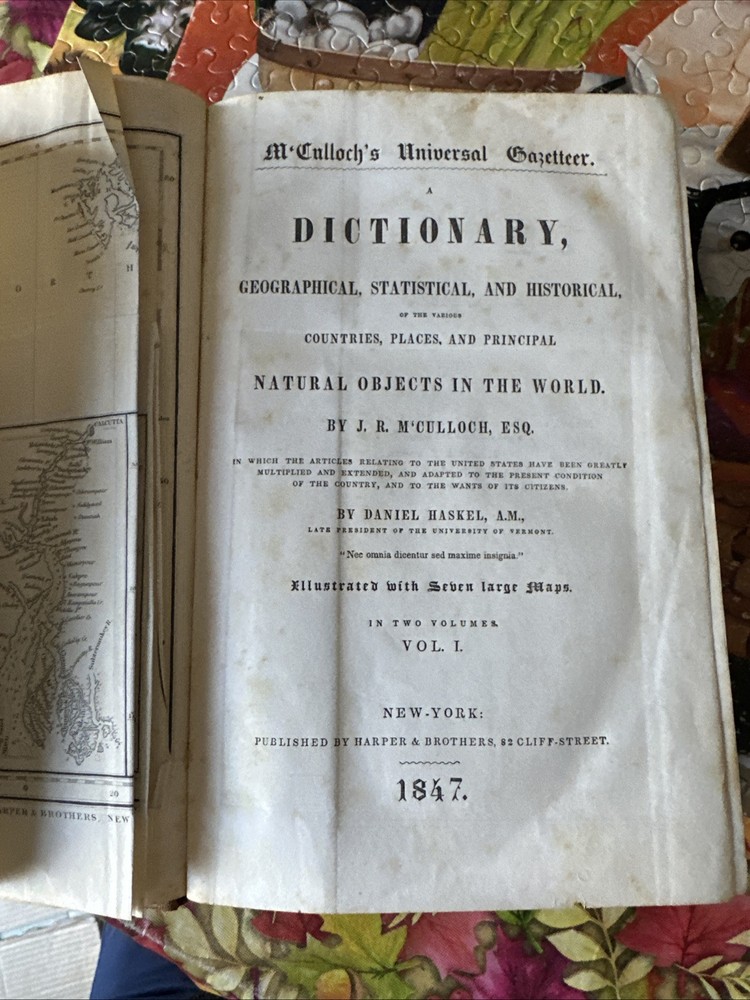 M‘Culloch's Universal Gazetteer.
A
DICTIONARY,
GEOGRAPHICAL, STATISTICAL, AND HISTORICAL,
OF THE VARIOUS
COUNTRIES, PLACES, AND PRINCIPAL
NATURAL OBJECTS IN THE WORLD.
BY J. R. M‘CULLOCH, ESQ.
IN WHICH THE ARTICLES RELATING TO THE UNITED STATES HAVE BEEN GREATLY
MULTIPLIED AND EXTENDED, AND ADAPTED TO THE PRESENT CONDITION
OF THE COUNTRY, AND TO THE WANTS OF ITS CITIZENS.
BY DANIEL HASKEL, A.M.,
LATE PRESIDENT OF THE UNIVERSITY OF VERMONT.
"Nec omnia dicentur sed maxime insignia."
Illustrated with Seven large Maps.
IN TWO VOLUMES.
VOL. I.
NEW-YORK:
PUBLISHED BY HARPER & BROTHERS, 82 CLIFF-STREET.
1847.
O R T H
CALCUTTA
20
HARPER & BROTHERS, NEW